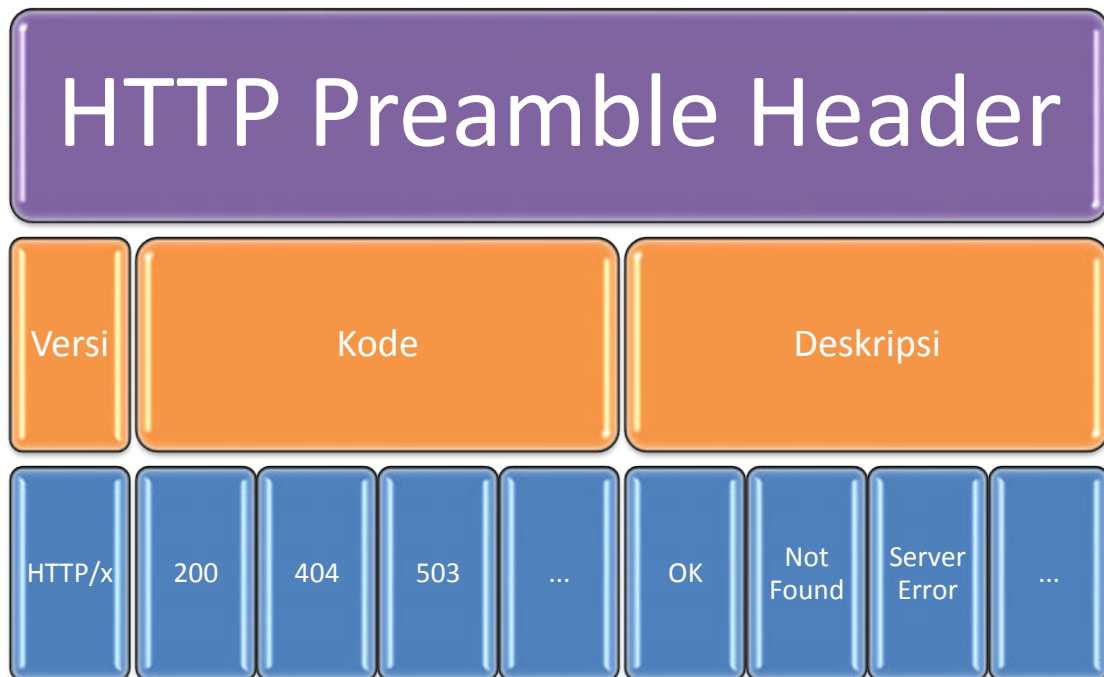 HTTP Preamble Header
Versi
Kode
Deskripsi
HTTP/x
200
404
503
...
OK
Not
Found
Server
Error
...